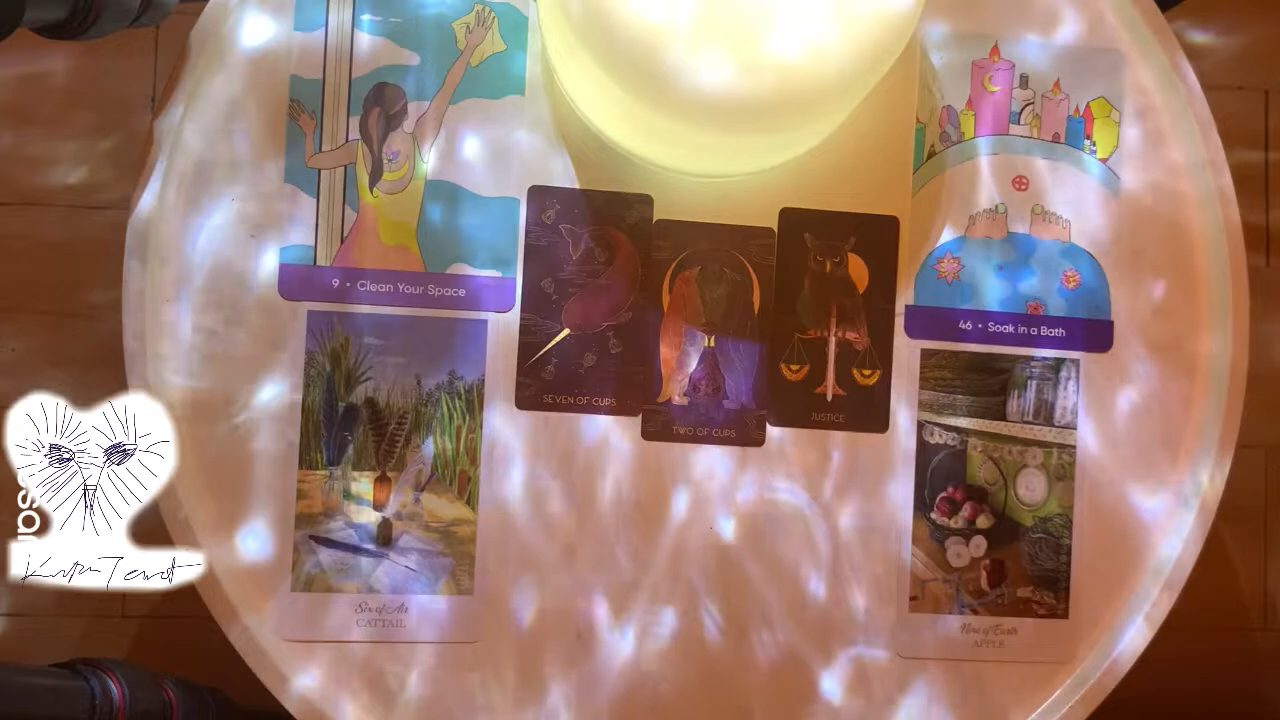 9 • Clean Your Space
46 • Soak in a Bath
SEVEN OF CUPS
TWO OF CUPS
JUSTICE
Six of Air
CATTAIL
Nine of Earth
APPLE